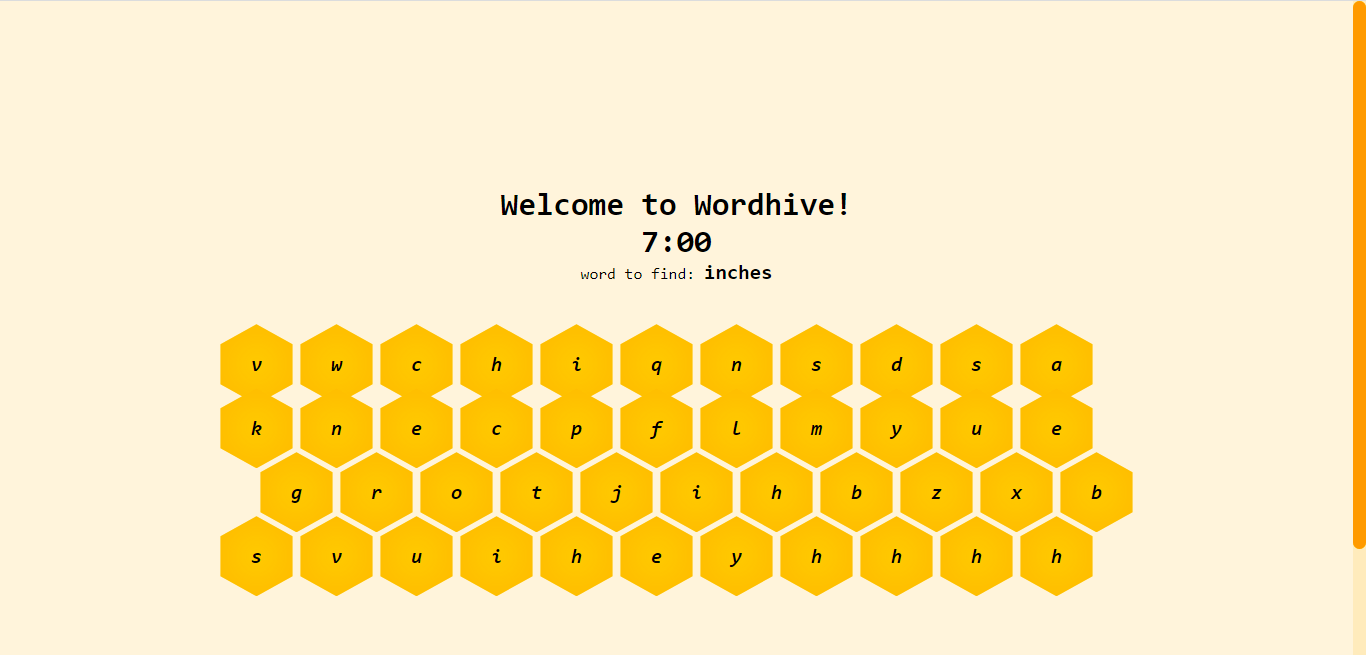 Welcome to Wordhive!
7:00
word to find: inches
v w c h i q n s d s a
k n e c p f l m y u e
g r o t j i h b z x b
s v u i h e y h h h h